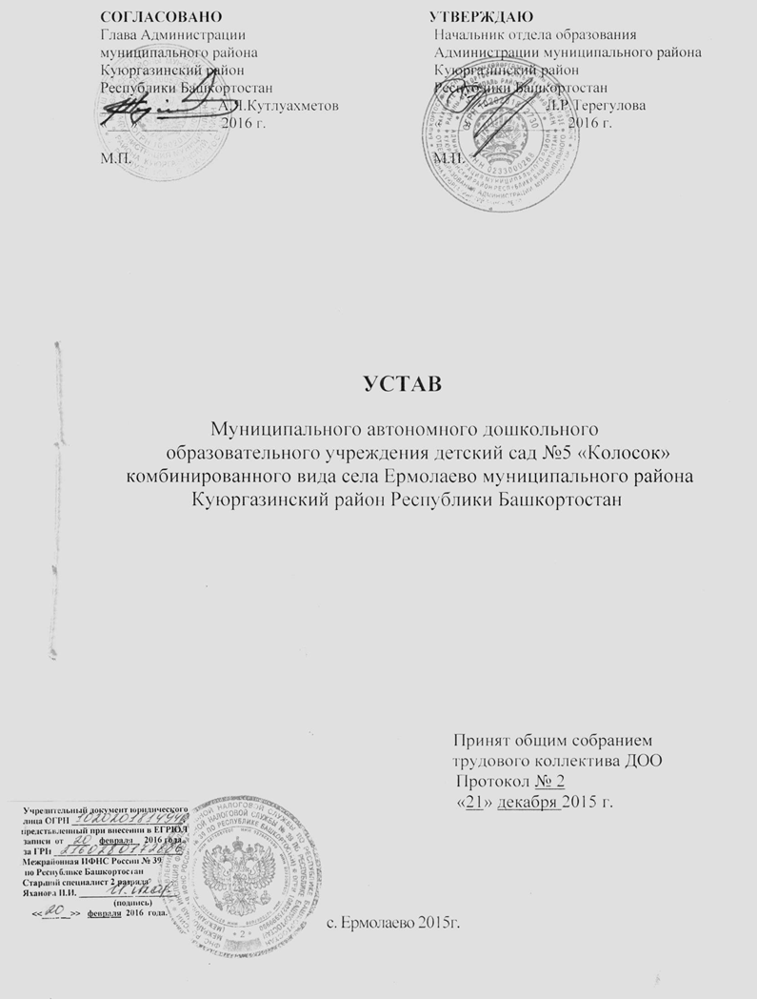 СОГЛАСОВАНО
Глава Администрации
муниципального района
Куюргазинский район
Республики Башкортостан
А.Л.Кутлуахметов
2016 г.
М.П.
УТВЕРЖДАЮ
Начальник отдела образования
Администрации муниципального района
Куюргазинский район
Республики Башкортостан
Л.Р.Терегулова
2016 г.
М.П.
УСТАВ
Муниципального автономного дошкольного
образовательного учреждения детский сад №5 «Колосок»
комбинированного вида села Ермолаево муниципального района
Куюргазинский район Республики Башкортостан
Принят общим собранием
трудового коллектива ДОО
Протокол № 2
«21» декабря 2015 г.
Учредительный документ юридического
лица ОГРН
представленный при внесении в ЕГРЮЛ
записи от 20 февраля 2016 года
за ГРН
Межрайонная ИФНС России № 39
по Республике Башкортостан
Старший специалист 2 разряда
Яханова И.И.
(подпись)
<<20>> февраля 2016 года.
с. Ермолаево 2015г.